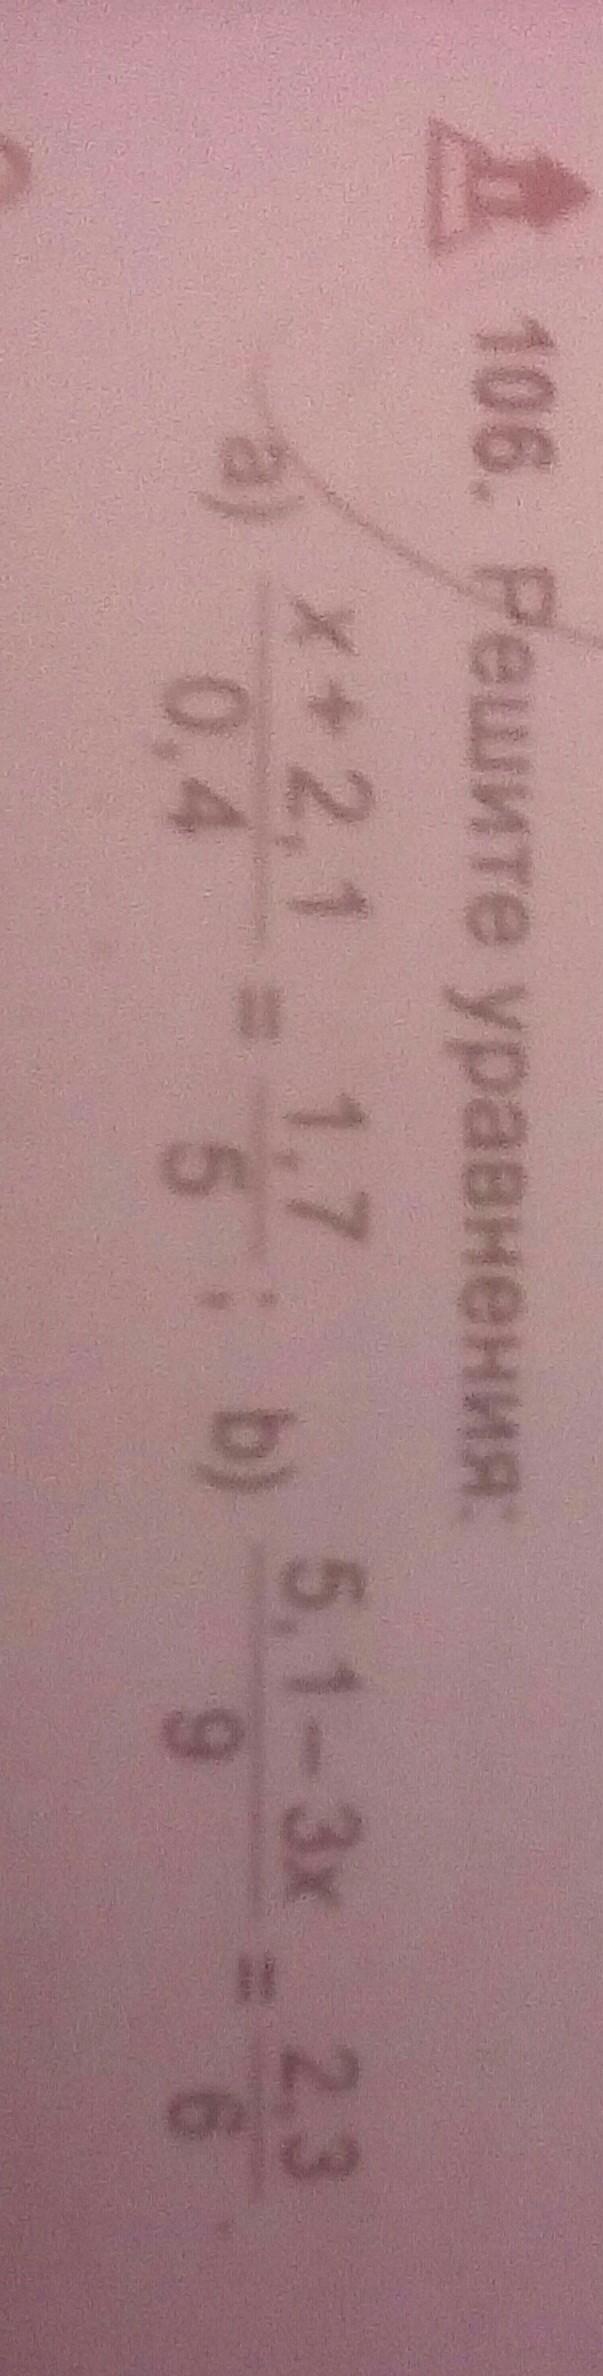 106. Решите уравнения:
a) x + 2,1 / 0,4 = 1,7 / 5 ; b) 5,1 − 3x / 9 = 2,3 / 6 .